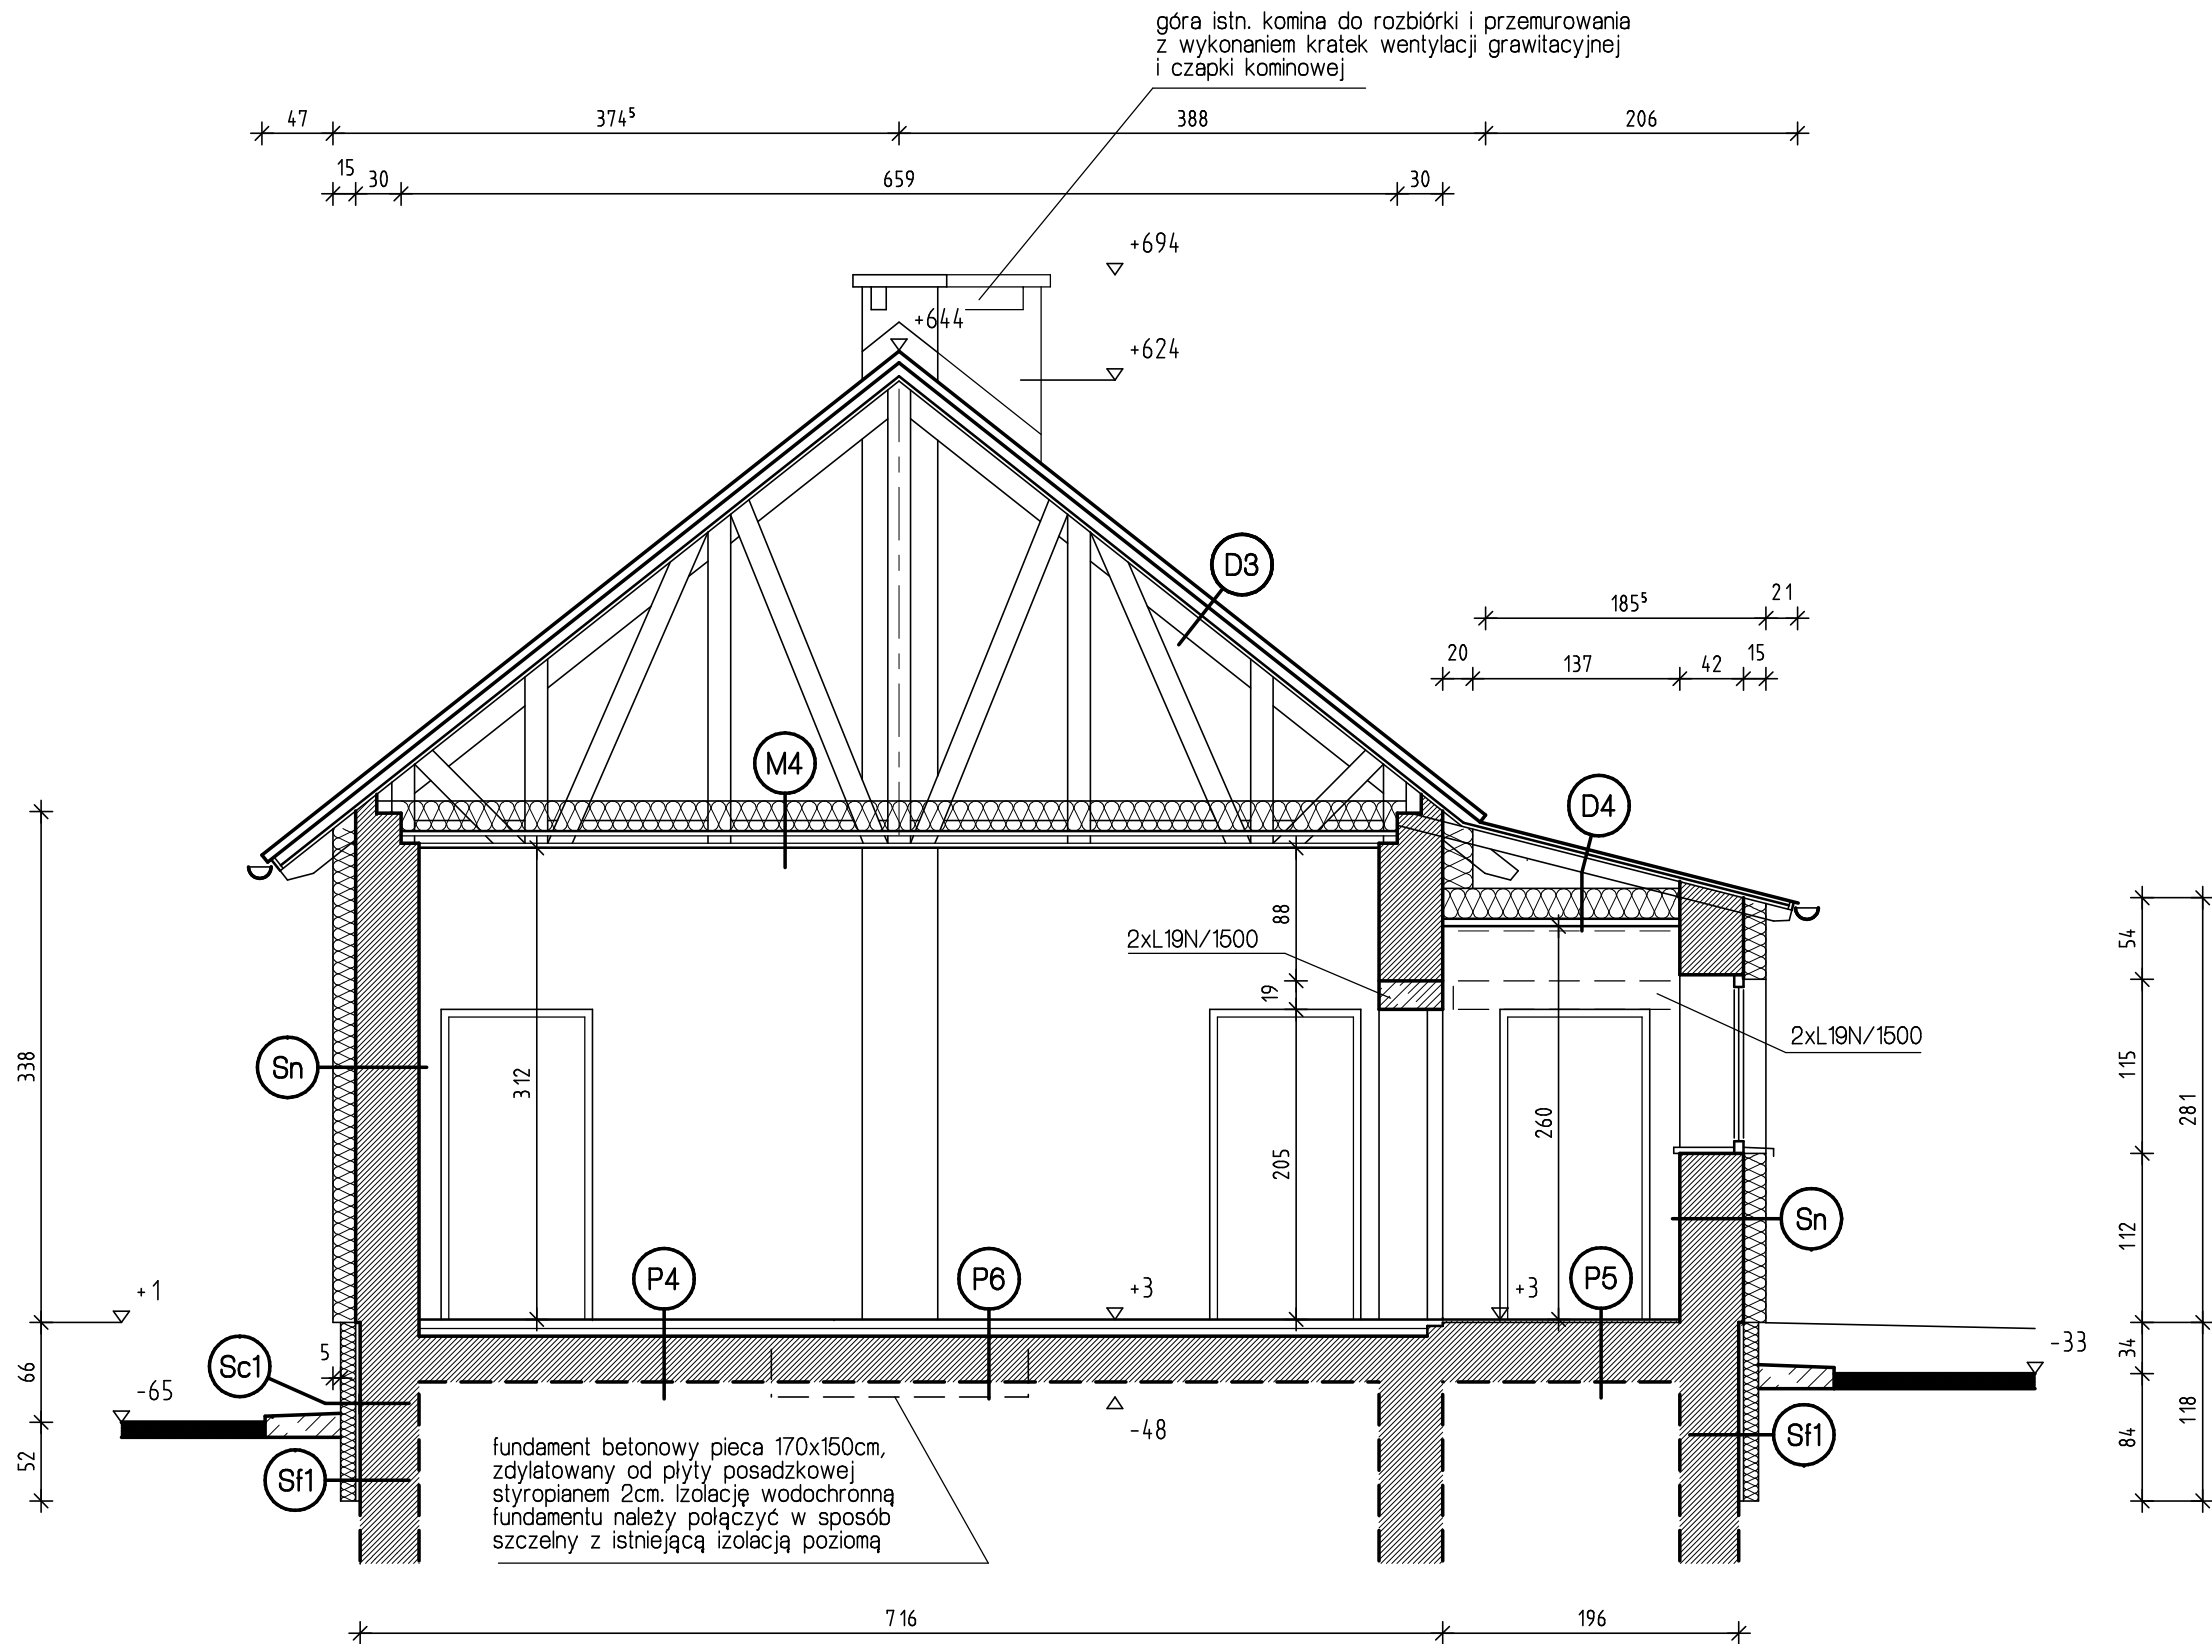 góra istn. komina do rozbiórki i przemurowania
z wykonaniem kratek wentylacji grawitacyjnej
i czapki kominowej
47
374⁵
388
206
15
30
659
30
+694
+644
+624
D3
185⁵
21
20
137
42
15
M4
D4
88
2xL19N/1500
54
19
2xL19N/1500
Sn
338
312
115
281
205
260
Sn
112
P4
P6
P5
+1
+3
+3
-33
5
34
Sc1
66
-65
-48
118
84
Sf1
52
Sf1
fundament betonowy pieca 170x150cm,
zdylatowany od płyty posadzkowej
styropianem 2cm. Izolację wodochronną
fundamentu należy połączyć w sposób
szczelny z istniejącą izolacją poziomą
716
196